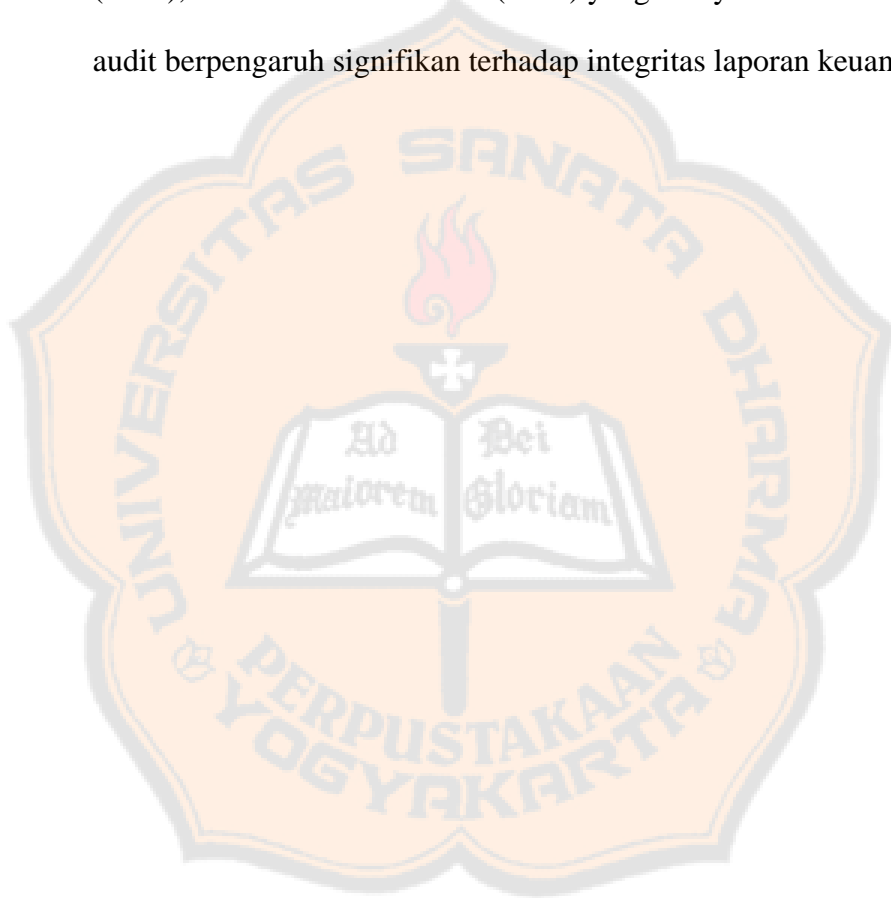 audit berpengaruh signifikan terhadap integritas laporan keuan
UNIVERSITAS SANATA DHARMA
Ad Dei
Maiorem Gloriam
PERPUSTAKAAN
YOGYAKARTA